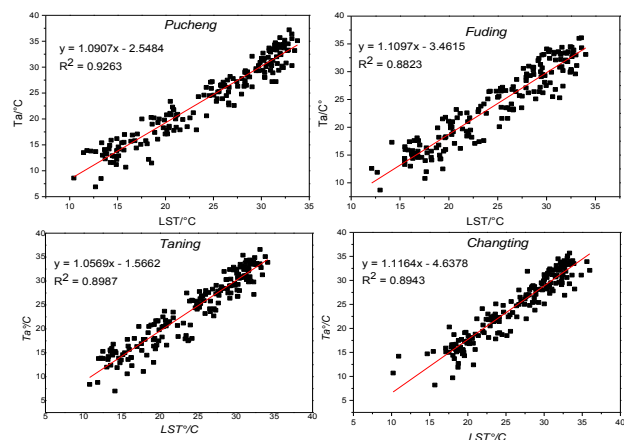 Pucheng
y = 1.0907x - 2.5484
R² = 0.9263
Ta/°C
40
35
30
25
20
15
10
5
10 15 20 25 30 35
LST/°C
Fuding
y = 1.1097x - 3.4615
R² = 0.8823
Ta/C°
40
35
30
25
20
15
10
5
10 15 20 25 30 35
LST/°C
Taning
y = 1.0569x - 1.5662
R² = 0.8987
Ta°/C
40
35
30
25
20
15
10
5
5 10 15 20 25 30 35 40
LST°/C
Changting
y = 1.1164x - 4.6378
R² = 0.8943
Ta°/C
40
35
30
25
20
15
10
5
5 10 15 20 25 30 35 40
LST°/C